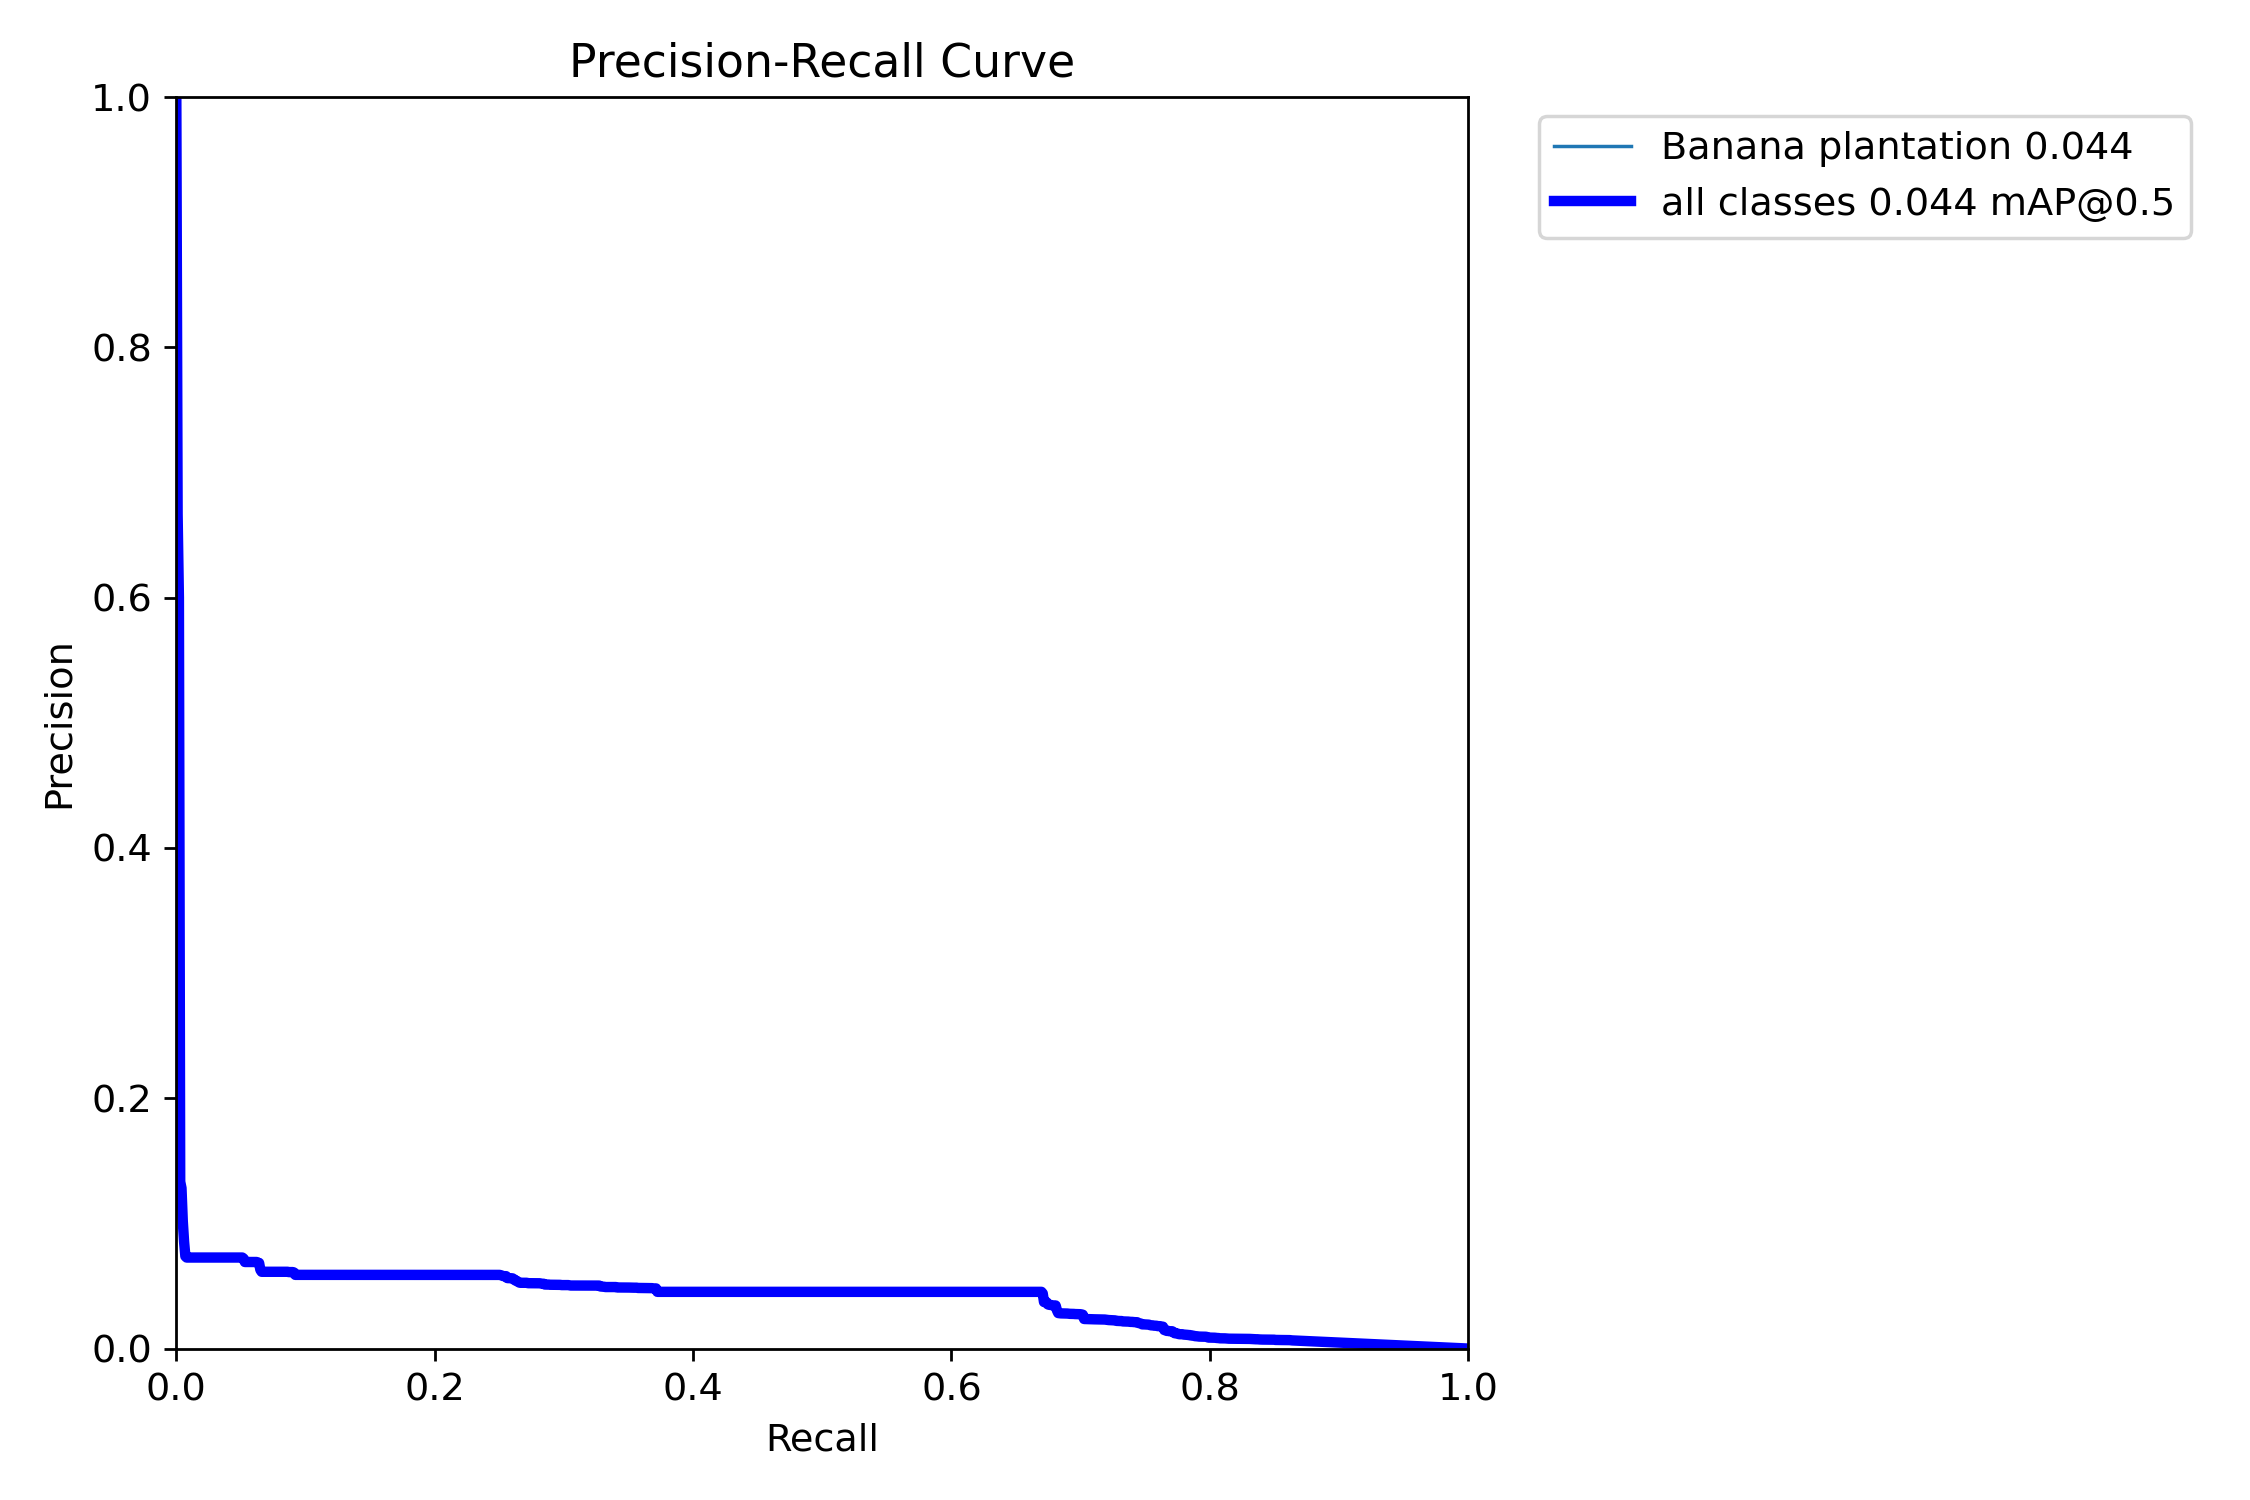 Precision-Recall Curve
1.0
0.8
0.6
0.4
0.2
0.0
Precision
0.0 0.2 0.4 0.6 0.8 1.0
Recall
Banana plantation 0.044
all classes 0.044 mAP@0.5